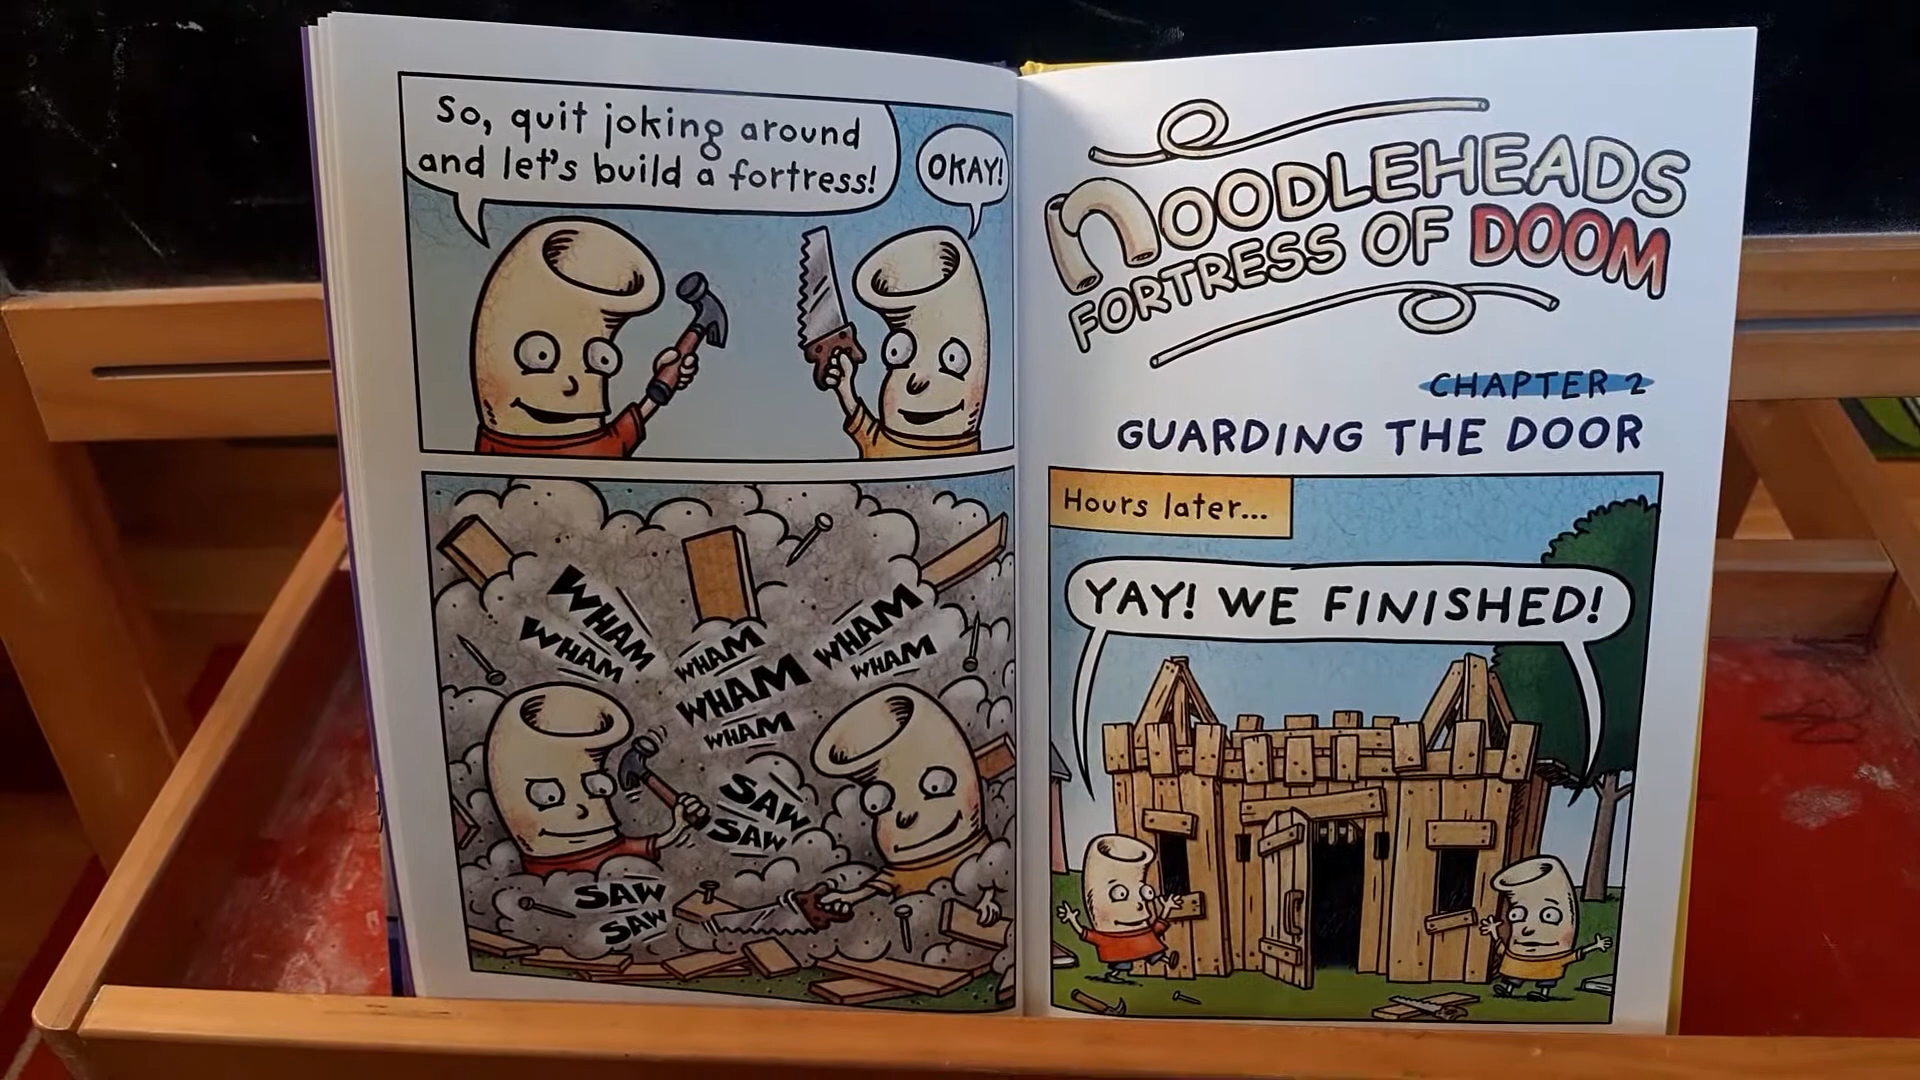 So, quit joking around
and let's build a fortress!
OKAY!
WHAM
WHAM
WHAM
WHAM
WHAM
WHAM
WHAM
SAW
SAW
SAW
SAW
NOODLEHEADS
FORTRESS OF DOOM
CHAPTER 2
GUARDING THE DOOR
Hours later...
YAY! WE FINISHED!